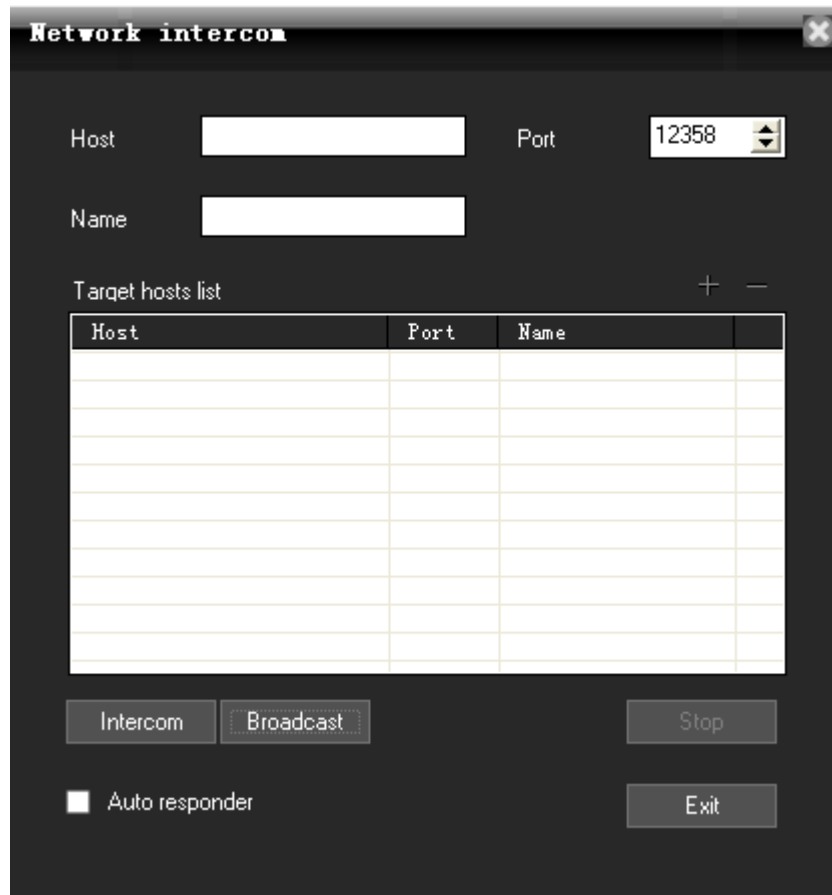 Network intercom
Host
Port
12358
Name
Target hosts list
+ −
Host Port Name
Intercom Broadcast Stop
Auto responder Exit